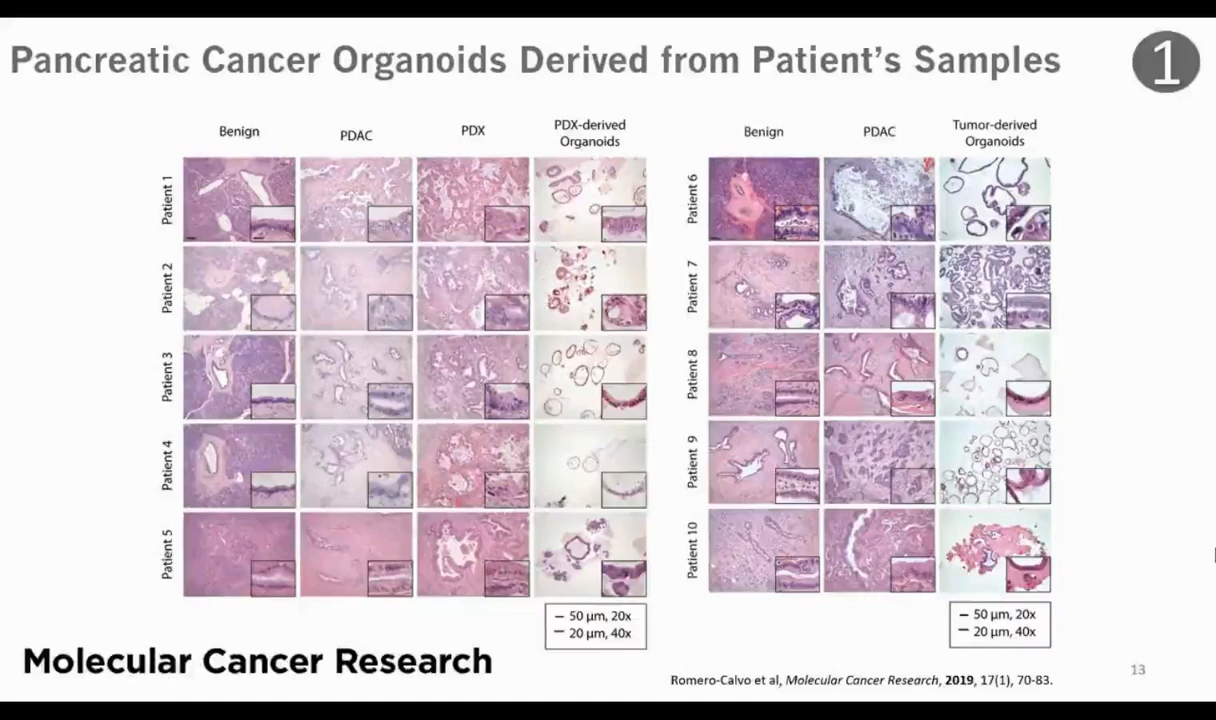 Pancreatic Cancer Organoids Derived from Patient's Samples
1
Benign
PDAC
PDX
PDX-derived
Organoids
Benign
PDAC
Tumor-derived
Organoids
Patient 1
Patient 2
Patient 3
Patient 4
Patient 5
Patient 6
Patient 7
Patient 8
Patient 9
Patient 10
– 50 μm, 20x
– 20 μm, 40x
– 50 μm, 20x
– 20 μm, 40x
Molecular Cancer Research
Romero-Calvo et al, Molecular Cancer Research, 2019, 17(1), 70-83.
13